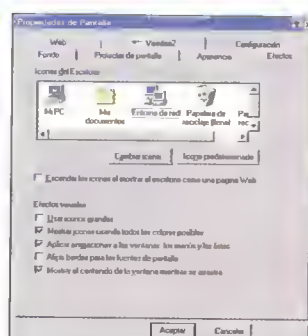 Propiedades de Pantalla
Web
Ventess2
Configuración
Fondo
Protector de pantalla
Apariencia
Efectos
Iconos del Escritorio
Mi PC
Mis documentos
Entorno de red
Papelera de reciclaje (llena)
Pa... rec
Cambiar icono
Icono predeterminado
Esconder los iconos al mostrar el escritorio como una página Web
Efectos visuales
Usar iconos grandes
Mostrar iconos usando todos los colores posibles
Aplicar animaciones a las ventanas, los menús y las listas
Alisar bordes para las fuentes de pantalla
Mostrar el contenido de la ventana mientras se arrastra
Aceptar
Cancelar